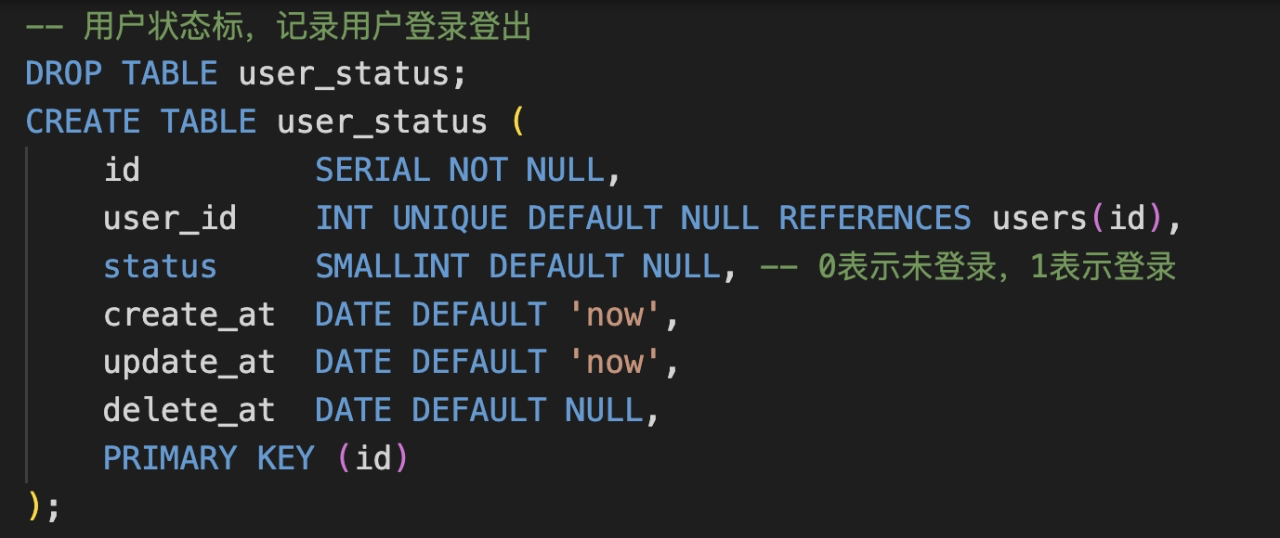 -- 用户状态标，记录用户登录登出
DROP TABLE user_status;
CREATE TABLE user_status (
    id         SERIAL NOT NULL,
    user_id    INT UNIQUE DEFAULT NULL REFERENCES users(id),
    status     SMALLINT DEFAULT NULL, -- 0表示未登录，1表示登录
    create_at  DATE DEFAULT 'now',
    update_at  DATE DEFAULT 'now',
    delete_at  DATE DEFAULT NULL,
    PRIMARY KEY (id)
);